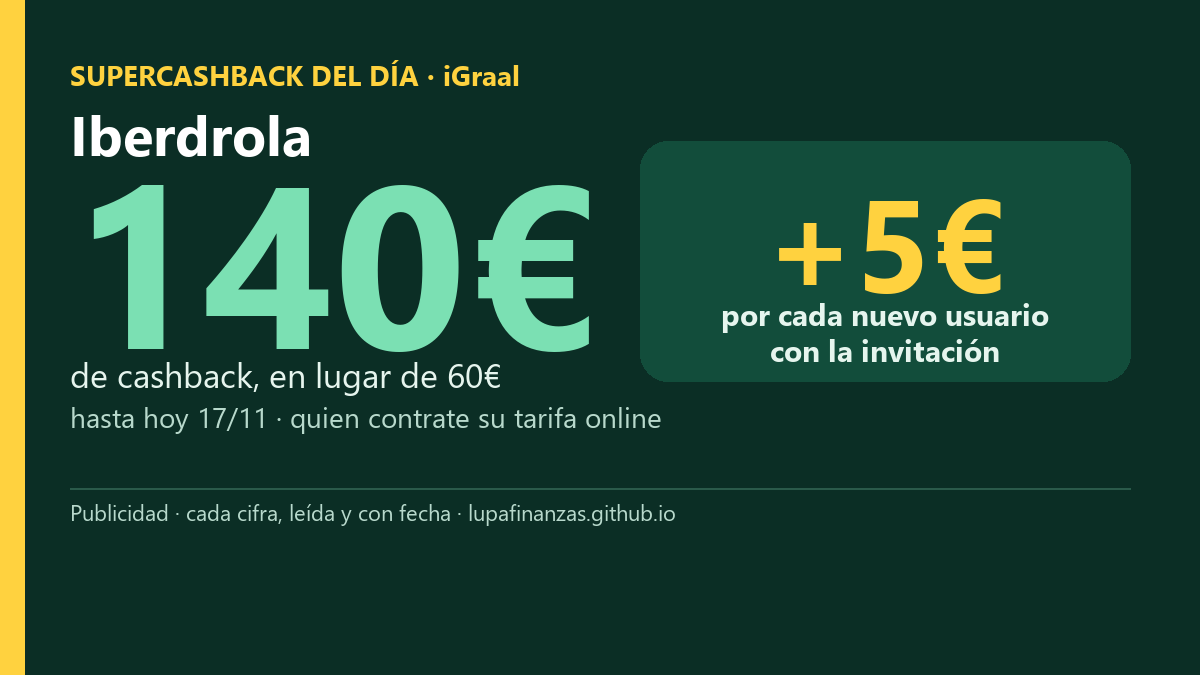 SUPERCASHBACK DEL DÍA · iGraal
Iberdrola
140€
de cashback, en lugar de 60€
hasta hoy 17/11 · quien contrate su tarifa online
+5€
por cada nuevo usuario
con la invitación
Publicidad · cada cifra, leída y con fecha · lupafinanzas.github.io